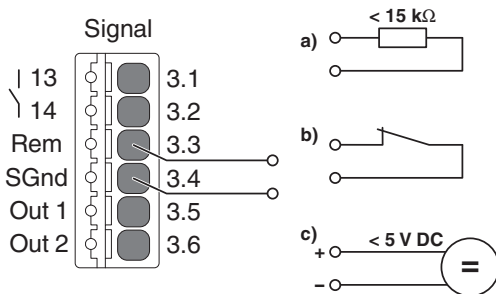 Signal
13 3.1
14 3.2
Rem 3.3
SGnd 3.4
Out 1 3.5
Out 2 3.6
a) < 15 kΩ
b)
c) + < 5 V DC
− =